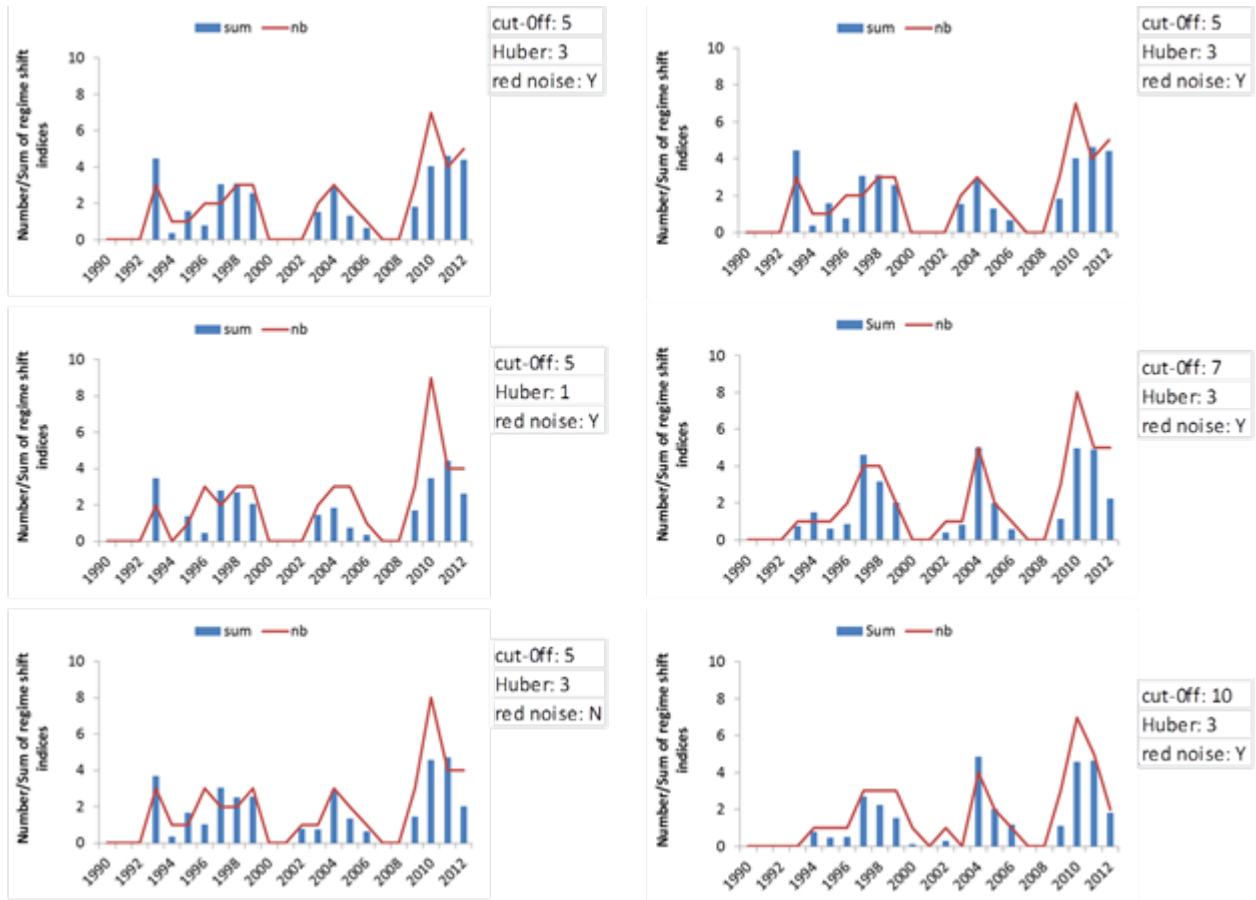 sum nb
cut-0ff: 5
Huber: 3
red noise: Y
Number/Sum of regime shift
indices
10
8
6
4
2
0
1990 1992 1994 1996 1998 2000 2002 2004 2006 2008 2010 2012
sum nb
cut-0ff: 5
Huber: 3
red noise: Y
Number/Sum of regime shift
indices
10
8
6
4
2
0
1990 1992 1994 1996 1998 2000 2002 2004 2006 2008 2010 2012
sum nb
cut-0ff: 5
Huber: 1
red noise: Y
Number/Sum of regime shift
indices
10
8
6
4
2
0
1990 1992 1994 1996 1998 2000 2002 2004 2006 2008 2010 2012
Sum nb
cut-0ff: 7
Huber: 3
red noise: Y
Number/Sum of regime shift
indices
10
8
6
4
2
0
1990 1992 1994 1996 1998 2000 2002 2004 2006 2008 2010 2012
sum nb
cut-0ff: 5
Huber: 3
red noise: N
Number/Sum of regime shift
indices
10
8
6
4
2
0
1990 1992 1994 1996 1998 2000 2002 2004 2006 2008 2010 2012
Sum nb
cut-0ff: 10
Huber: 3
red noise: Y
Number/Sum of regime shift
indices
10
8
6
4
2
0
1990 1992 1994 1996 1998 2000 2002 2004 2006 2008 2010 2012